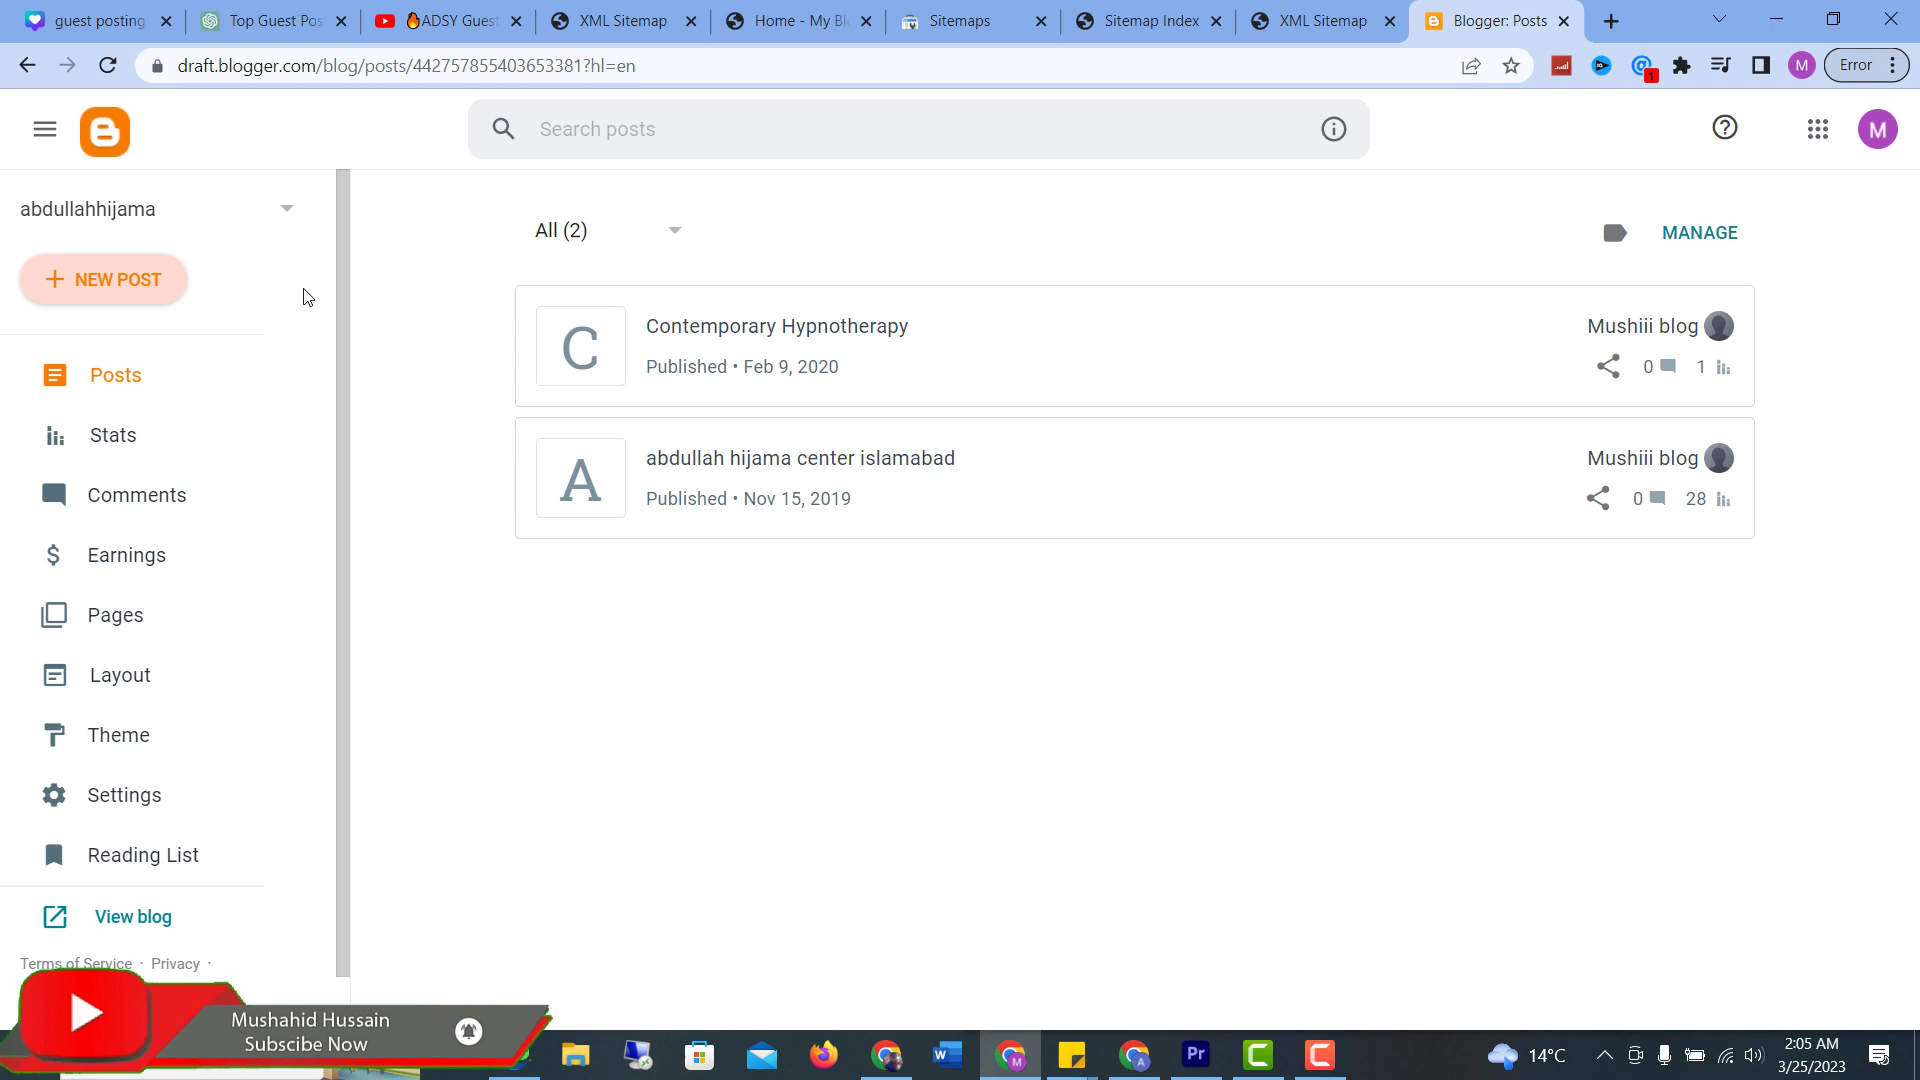 guest posting
Top Guest Pos
🔥ADSY Guest
XML Sitemap
Home - My Bl
Sitemaps
Sitemap Index
XML Sitemap
Blogger: Posts
draft.blogger.com/blog/posts/442757855403653381?hl=en
1
M
Error
Search posts
M
abdullahhijama
NEW POST
Posts
Stats
Comments
Earnings
Pages
Layout
Theme
Settings
Reading List
View blog
Terms of Service · Privacy ·
All (2)
MANAGE
C
Contemporary Hypnotherapy
Published • Feb 9, 2020
Mushiii blog
0
1
A
abdullah hijama center islamabad
Published • Nov 15, 2019
Mushiii blog
0
28
Mushahid Hussain
Subscibe Now
14°C
2:05 AM
3/25/2023